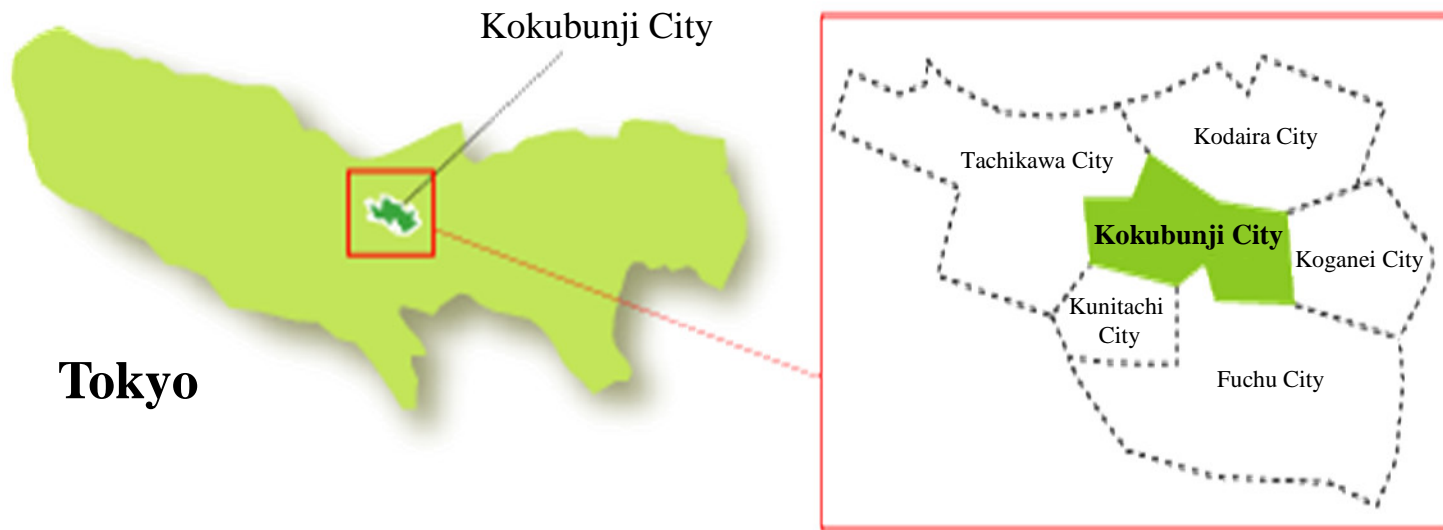 Kokubunji City
Tokyo
Kodaira City
Tachikawa City
Kokubunji City
Koganei City
Kunitachi
City
Fuchu City